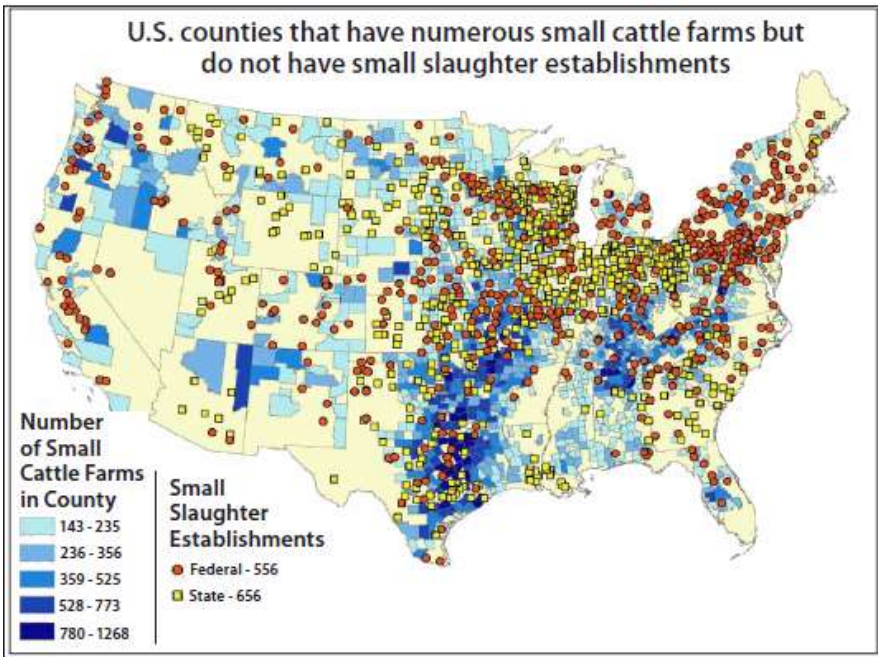 U.S. counties that have numerous small cattle farms but
do not have small slaughter establishments
Number
of Small
Cattle Farms
in County
143 - 235
236 - 356
359 - 525
528 - 773
780 - 1268
Small
Slaughter
Establishments
Federal - 556
State - 656